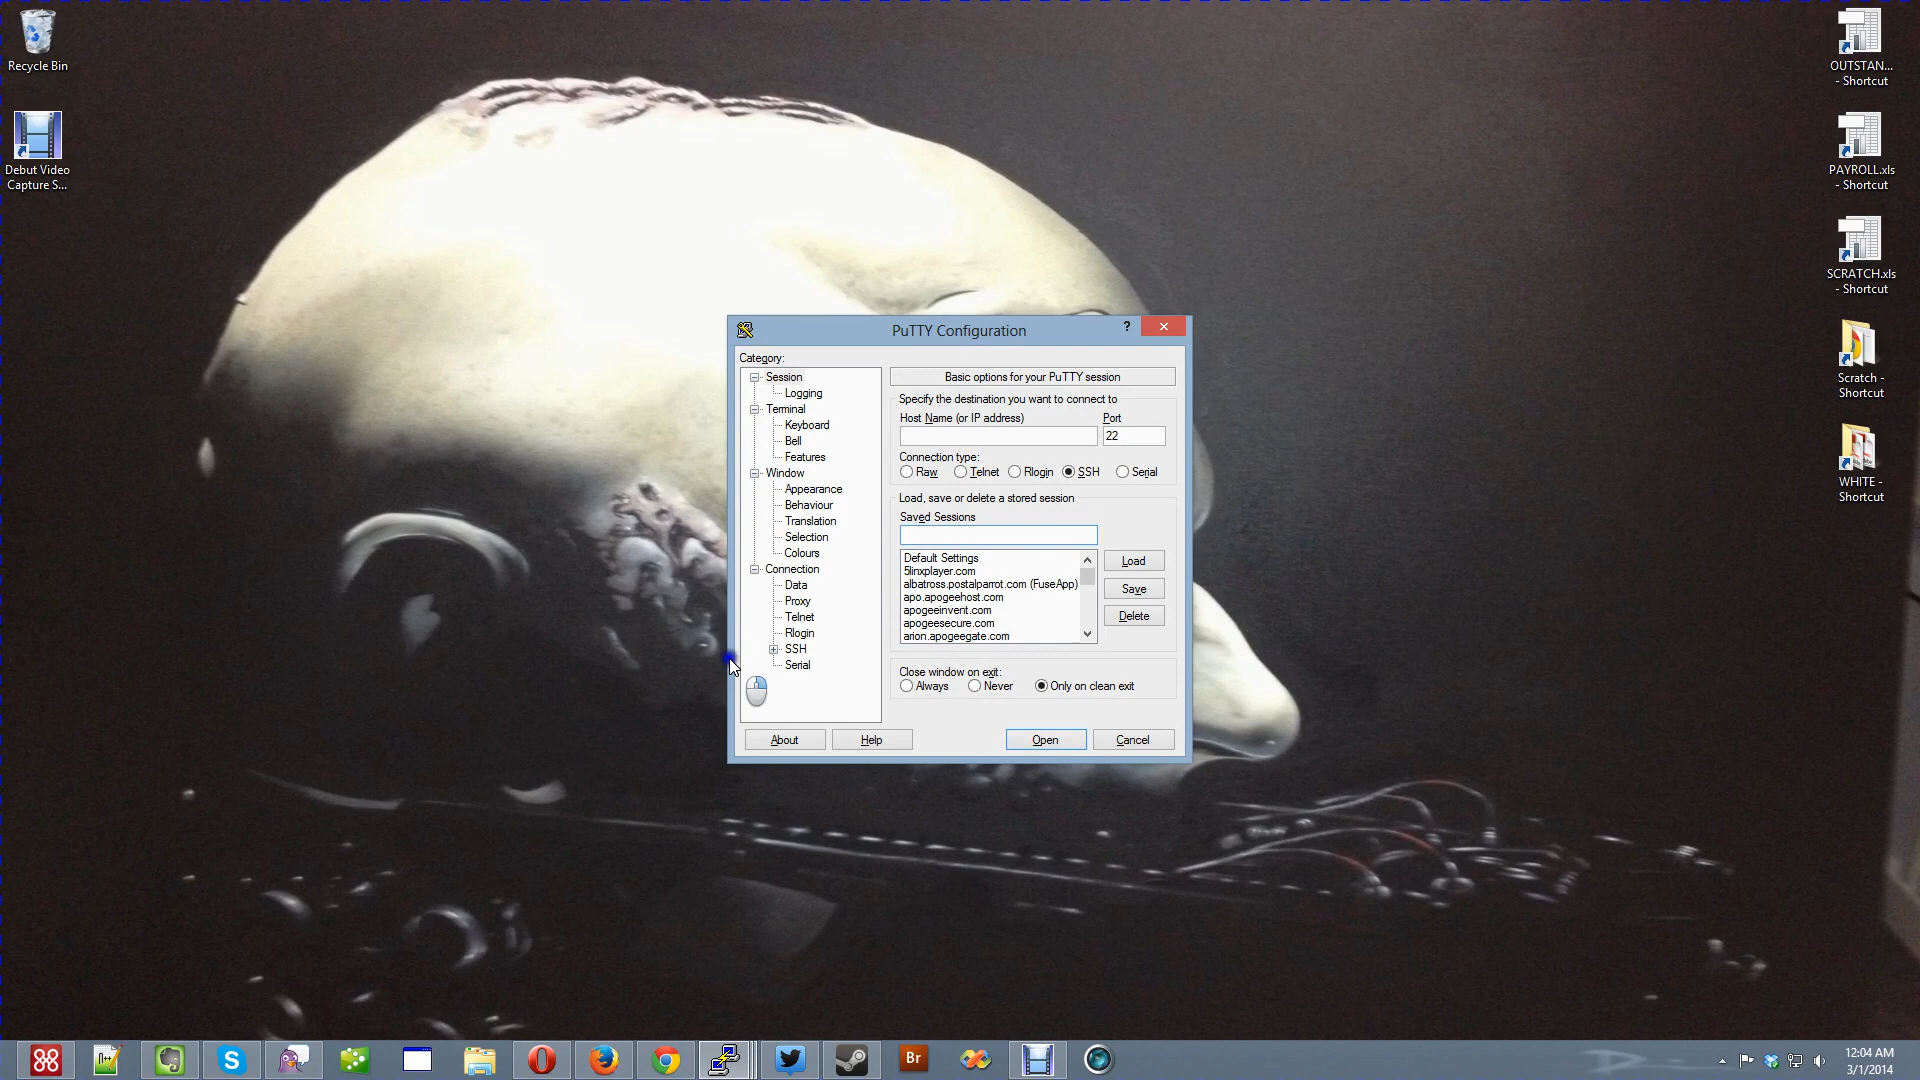 Recycle Bin
Debut Video
Capture S...
OUTSTAN...
- Shortcut
PAYROLL.xls
- Shortcut
SCRATCH.xls
- Shortcut
Scratch -
Shortcut
WHITE -
Shortcut
PuTTY Configuration
?
Category:
Session
Logging
Terminal
Keyboard
Bell
Features
Window
Appearance
Behaviour
Translation
Selection
Colours
Connection
Data
Proxy
Telnet
Rlogin
SSH
Serial
Basic options for your PuTTY session
Specify the destination you want to connect to
Host Name (or IP address) Port
22
Connection type:
Raw Telnet Rlogin SSH Serial
Load, save or delete a stored session
Saved Sessions
Default Settings
5linxplayer.com
albatross.postalparrot.com (FuseApp)
apo.apogeehost.com
apogeeinvent.com
apogeesecure.com
arion.apogeegate.com
Load
Save
Delete
Close window on exit:
Always Never Only on clean exit
About Help Open Cancel
n++
Br
12:04 AM
3/1/2014